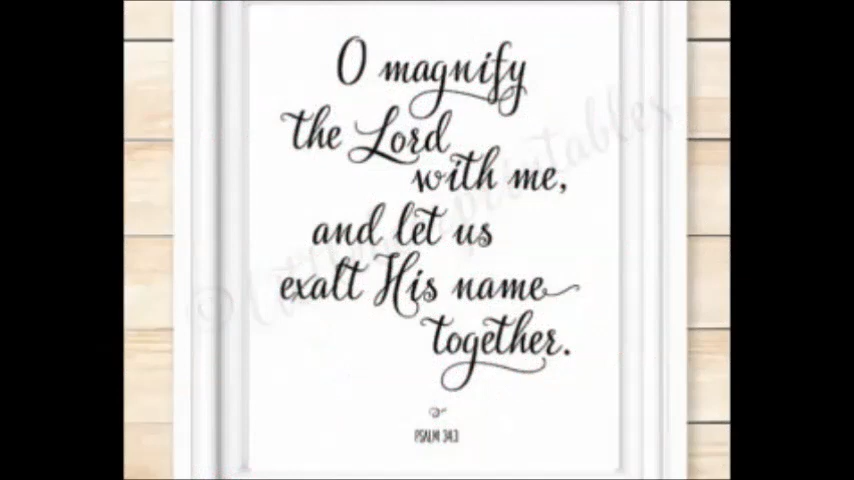 O magnify
the Lord
with me,
and let us
exalt His name
together.
PSALM 34:3